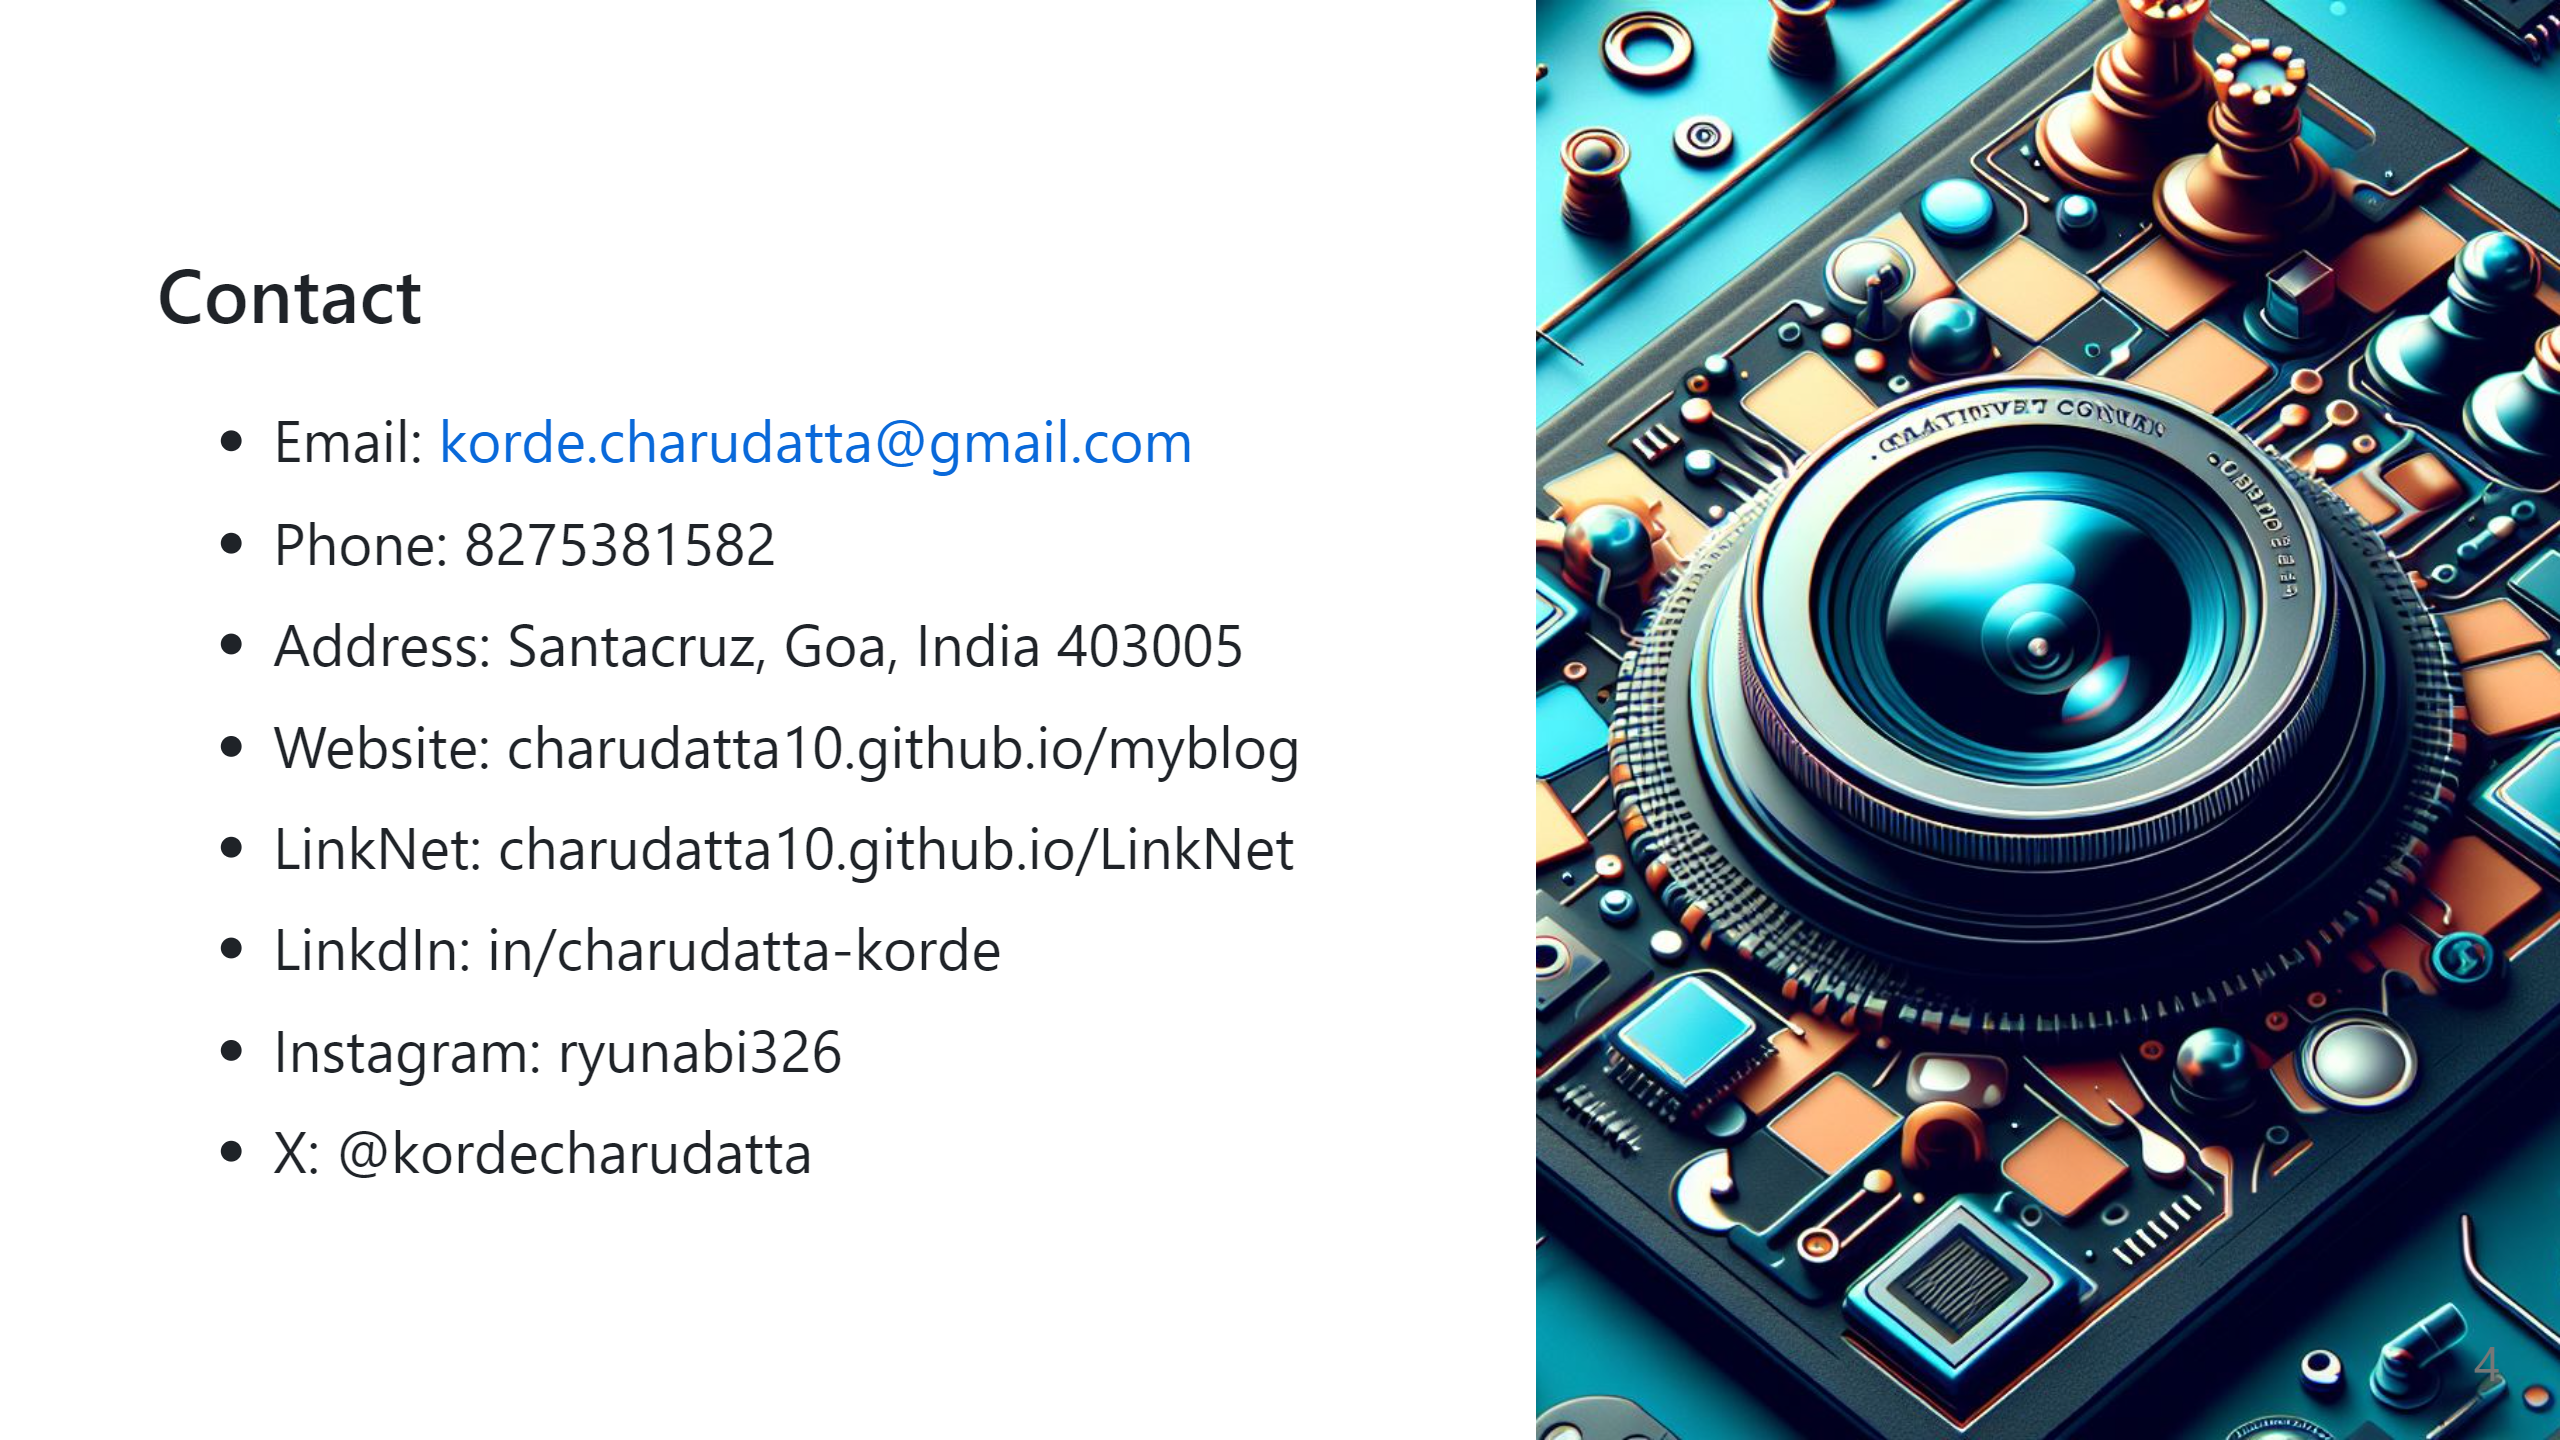 Contact
Email: korde.charudatta@gmail.com
Phone: 8275381582
Address: Santacruz, Goa, India 403005
Website: charudatta10.github.io/myblog
LinkNet: charudatta10.github.io/LinkNet
LinkdIn: in/charudatta-korde
Instagram: ryunabi326
X: @kordecharudatta
4